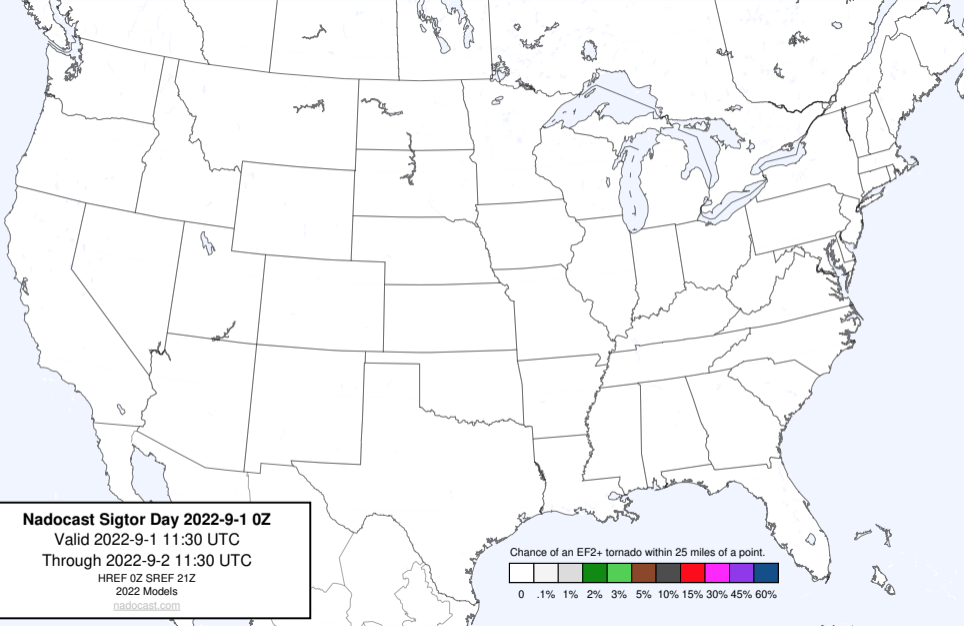 Nadocast Sigtor Day 2022-9-1 0Z
Valid 2022-9-1 11:30 UTC
Through 2022-9-2 11:30 UTC
HREF 0Z SREF 21Z
2022 Models
nadocast.com
Chance of an EF2+ tornado within 25 miles of a point.
0 .1% 1% 2% 3% 5% 10% 15% 30% 45% 60%